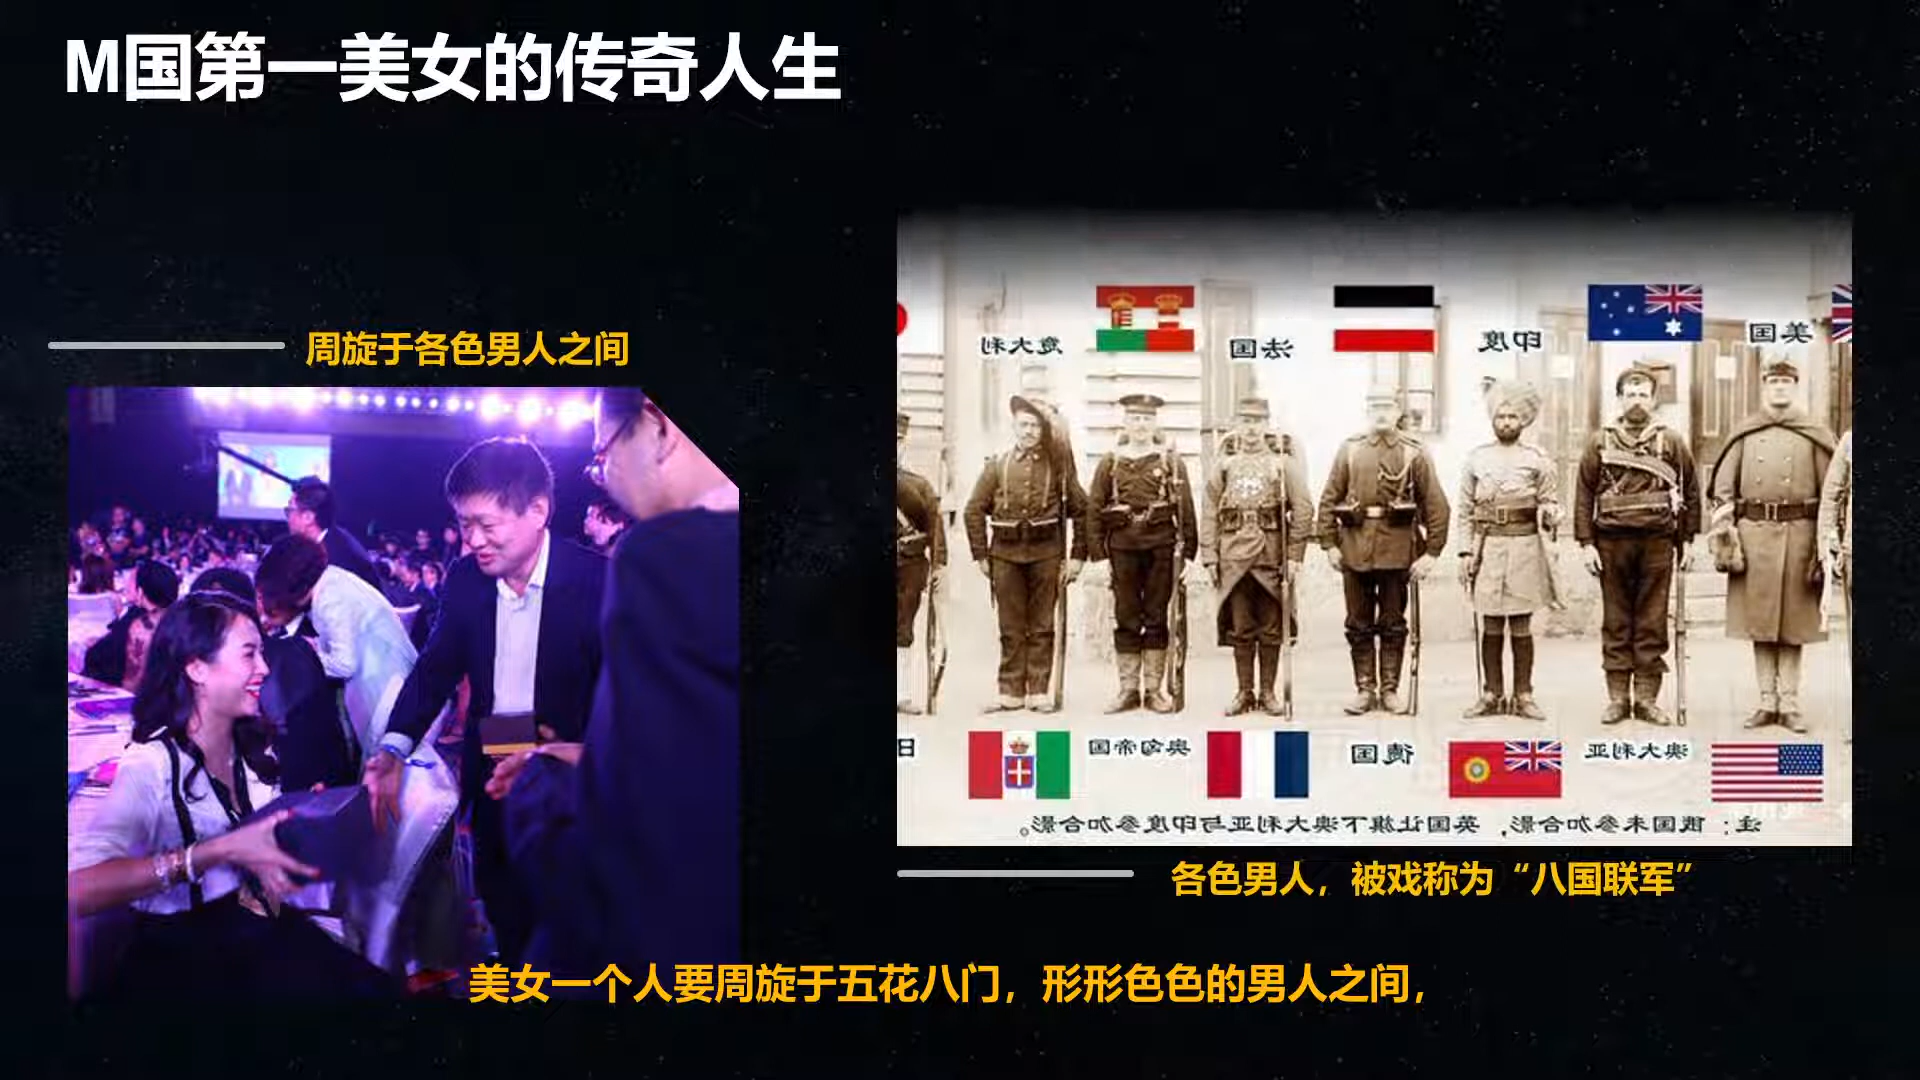 M国第一美女的传奇人生
周旋于各色男人之间
意大利
法国
印度
美国
日
奥匈帝国
德国
澳大利亚
注：俄国未参加合影，英国让旗下澳大利亚与印度参加合影。
各色男人，被戏称为“八国联军”
美女一个人要周旋于五花八门，形形色色的男人之间，